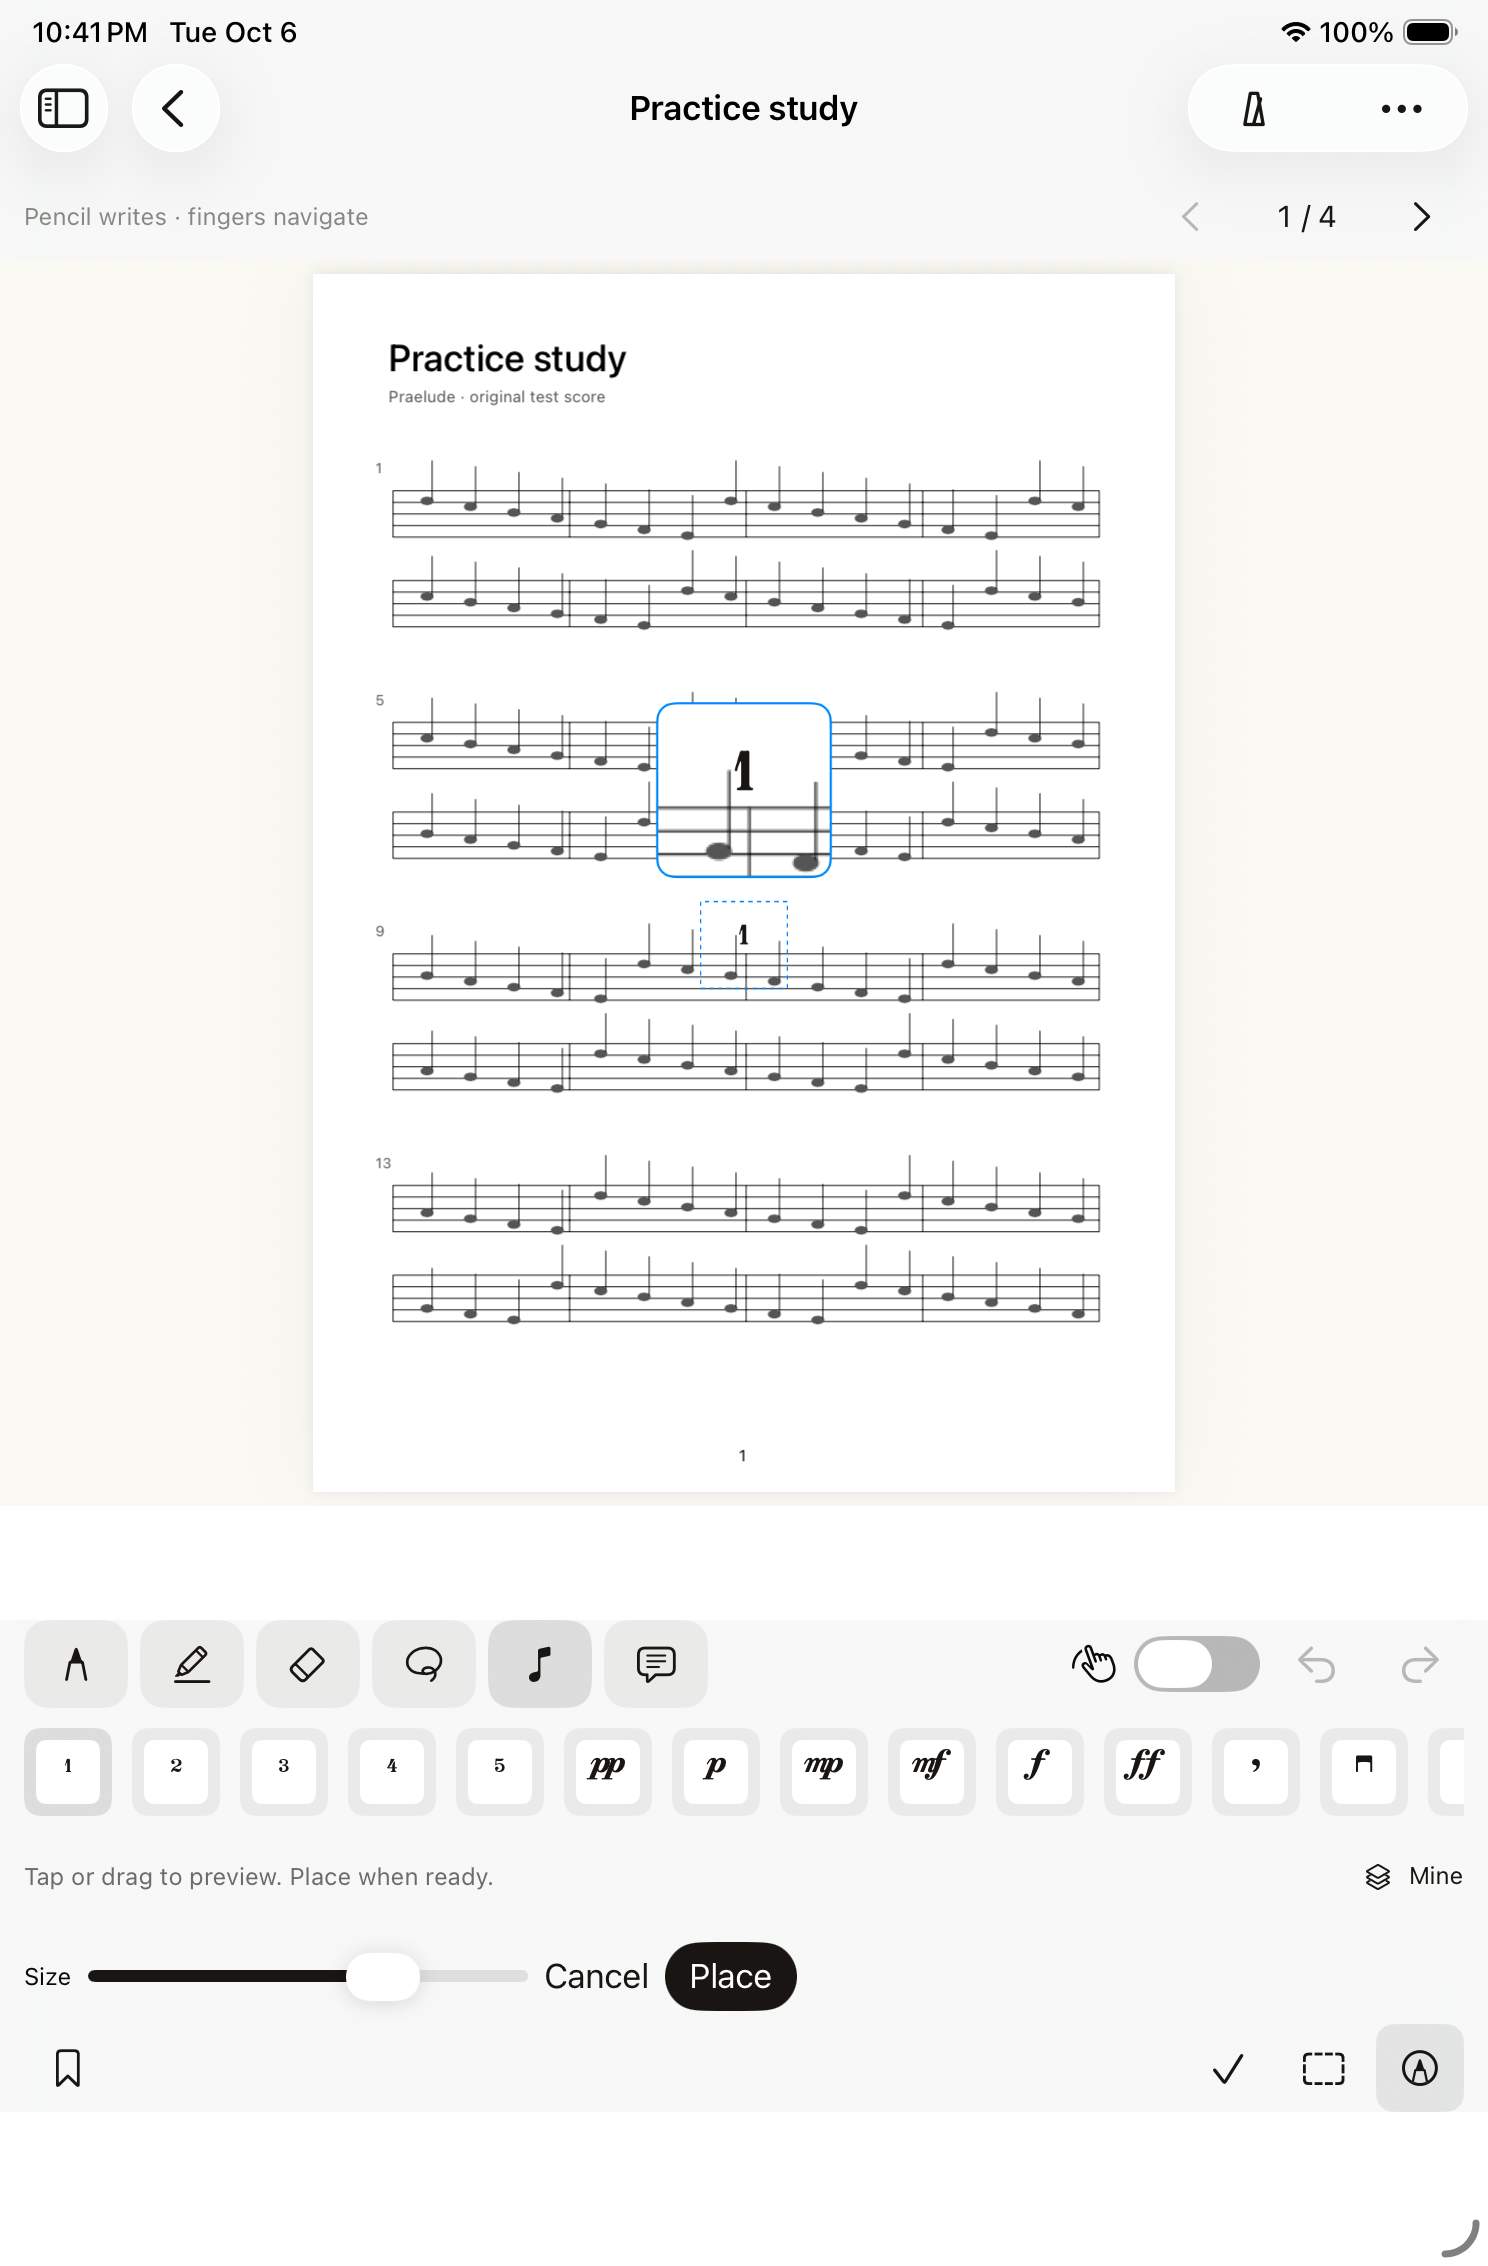 10:41 PM Tue Oct 6 100%
Practice study
Pencil writes · fingers navigate 1 / 4
Practice study
Praelude · original test score
1
5
1
9
1
13
1
1 2 3 4 5 pp p mp mf f ff ,
Tap or drag to preview. Place when ready. Mine
Size Cancel Place